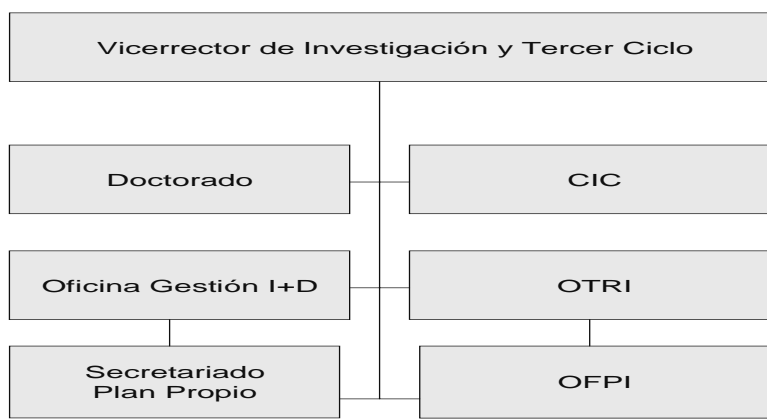 Vicerrector de Investigación y Tercer Ciclo
Doctorado
CIC
Oficina Gestión I+D
OTRI
Secretariado
Plan Propio
OFPI